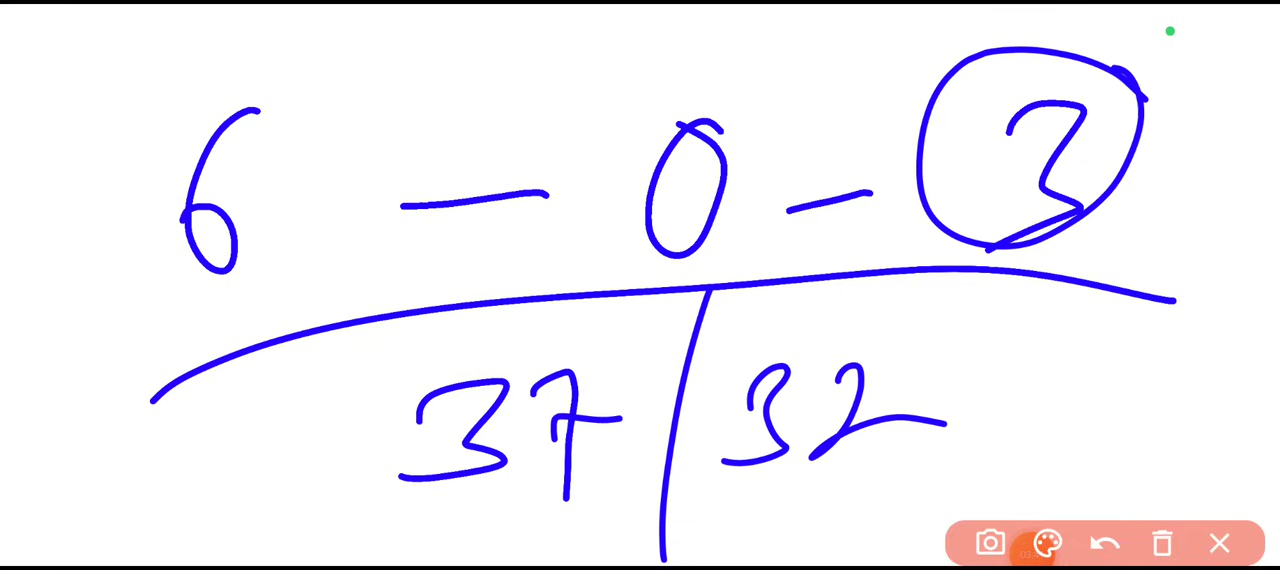 6 — 0 — 3
37 | 32